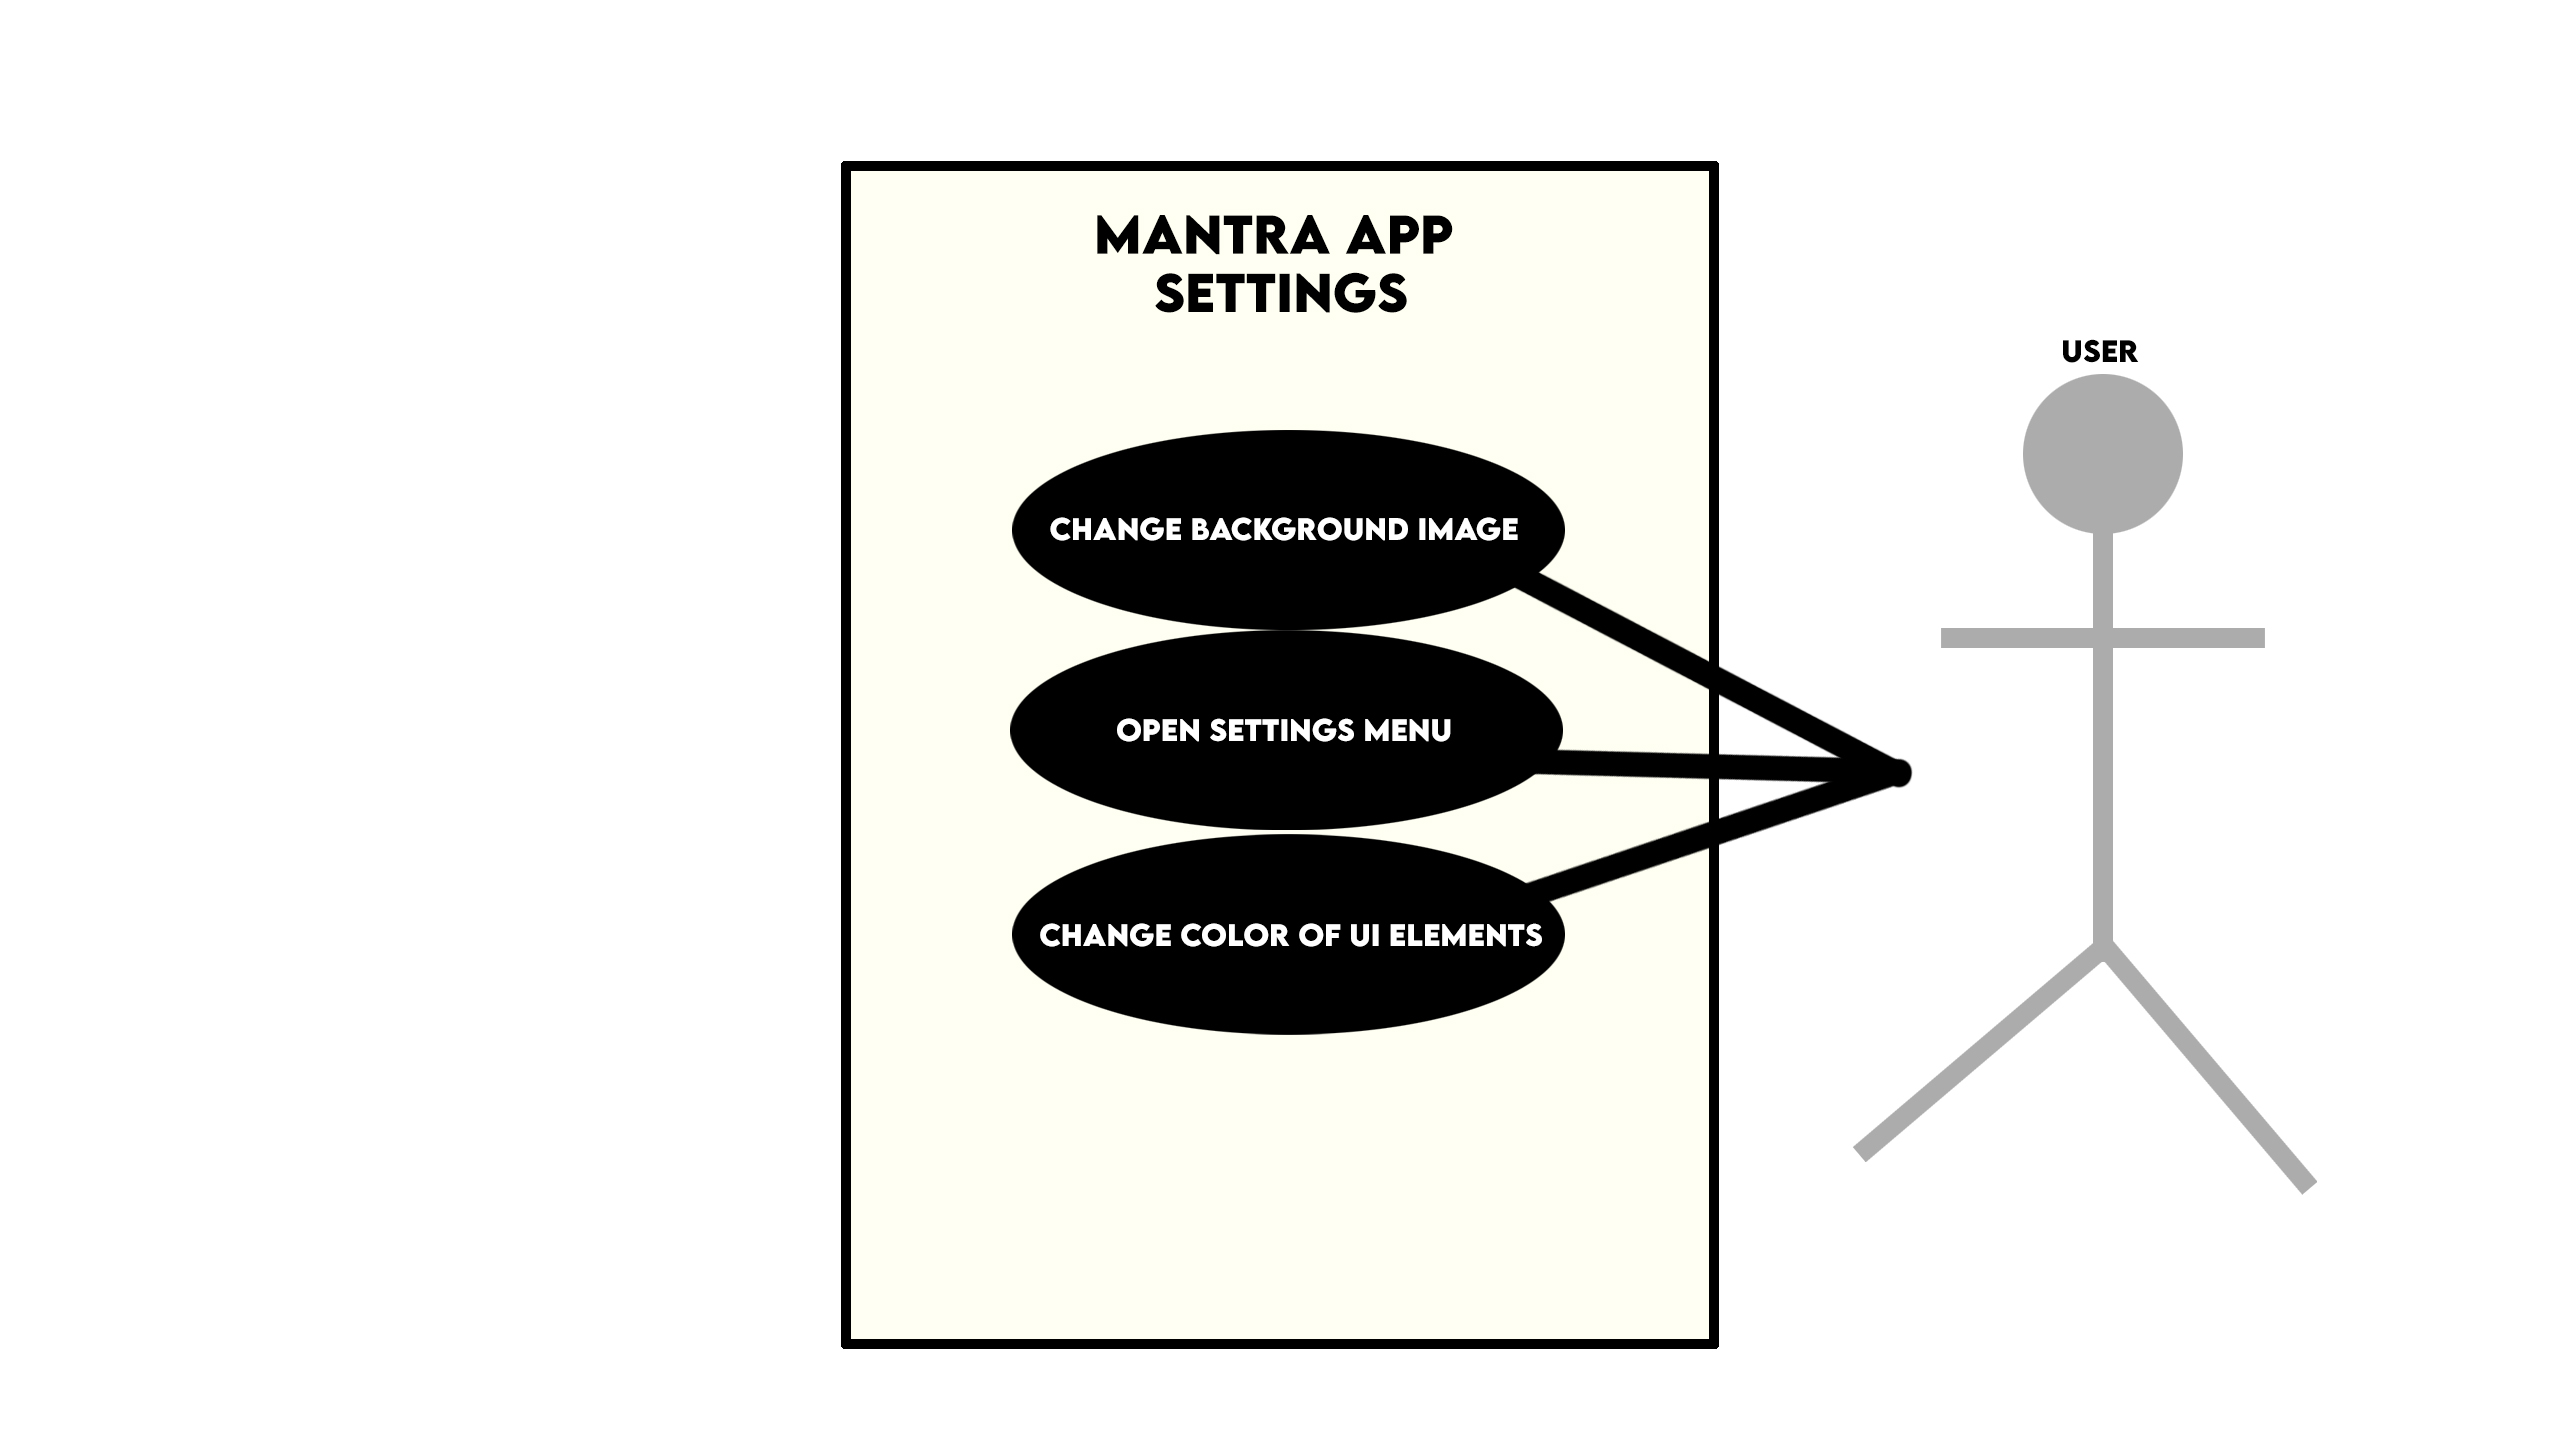 MANTRA APP
SETTINGS
USER
CHANGE BACKGROUND IMAGE
OPEN SETTINGS MENU
CHANGE COLOR OF UI ELEMENTS